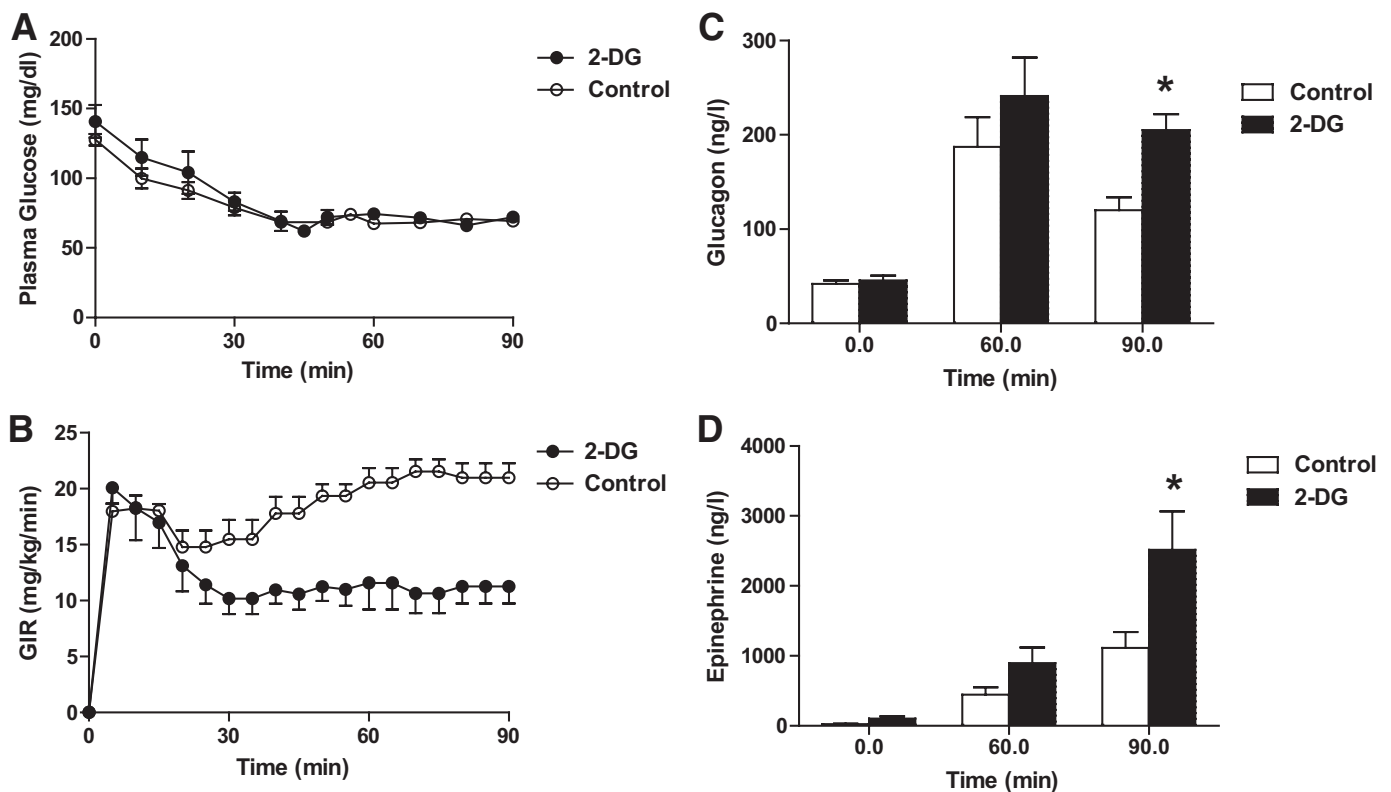 A
200
150
100
50
0
Plasma Glucose (mg/dl)
0 30 60 90
Time (min)
2-DG
Control
B
25
20
15
10
5
0
GIR (mg/kg/min)
0 30 60 90
Time (min)
2-DG
Control
C
300
200
100
0
Glucagon (ng/l)
*
0.0 60.0 90.0
Time (min)
Control
2-DG
D
4000
3000
2000
1000
0
Epinephrine (ng/l)
*
0.0 60.0 90.0
Time (min)
Control
2-DG